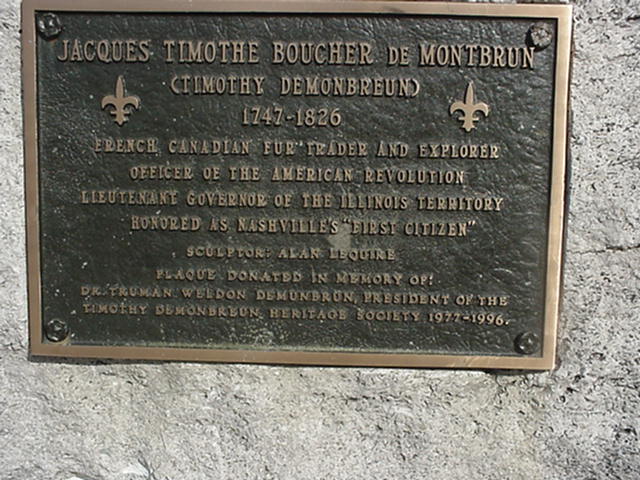 JACQUES TIMOTHE BOUCHER DE MONTBRUN
(TIMOTHY DEMONBREUN)
1747-1826
FRENCH CANADIAN FUR TRADER AND EXPLORER
OFFICER OF THE AMERICAN REVOLUTION
LIEUTENANT GOVERNOR OF THE ILLINOIS TERRITORY
HONORED AS NASHVILLE'S "FIRST CITIZEN"
SCULPTOR: ALAN LEQUIRE
PLAQUE DONATED IN MEMORY OF:
DR. TRUMAN WELDON DEMUNBRUN, PRESIDENT OF THE
TIMOTHY DEMONBREUN HERITAGE SOCIETY 1977-1996.